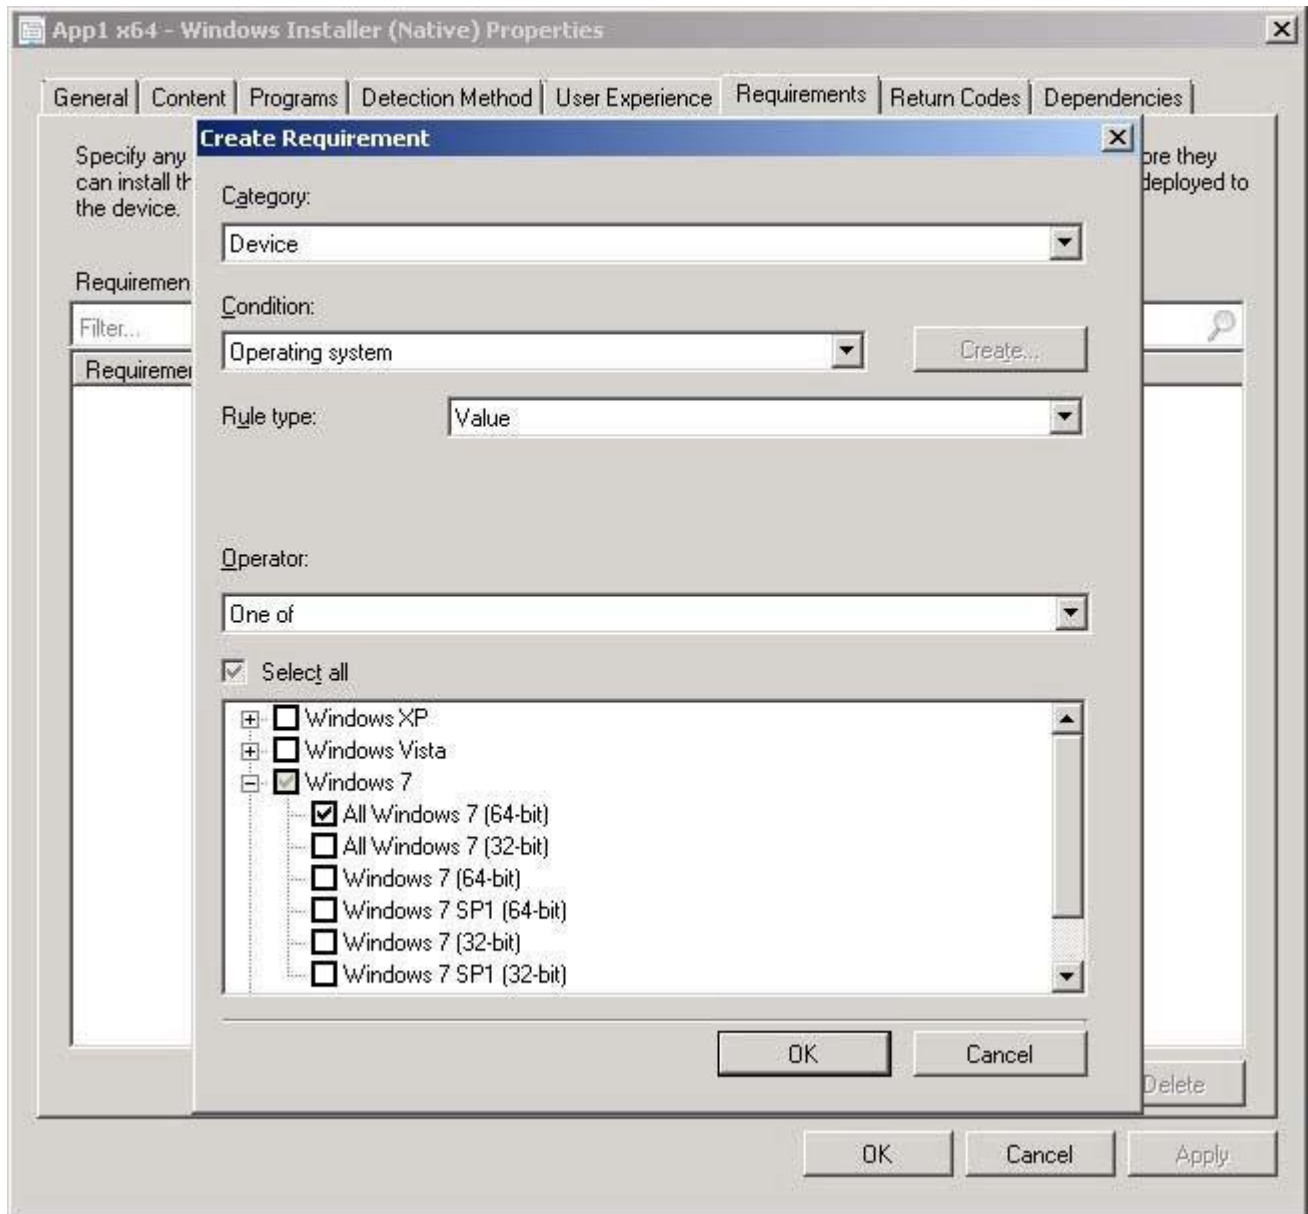 App1 x64 - Windows Installer (Native) Properties
General Content Programs Detection Method User Experience Requirements Return Codes Dependencies
Create Requirement
Specify any
they
can install
deployed to
the device.
Category:
Device
Condition:
Filter...
Operating system
Create...
Rule type:
Value
Operator:
One of
Select all
Windows XP
Windows Vista
Windows 7
All Windows 7 (64-bit)
All Windows 7 (32-bit)
Windows 7 (64-bit)
Windows 7 SP1 (64-bit)
Windows 7 (32-bit)
Windows 7 SP1 (32-bit)
OK Cancel
Delete
OK Cancel Apply